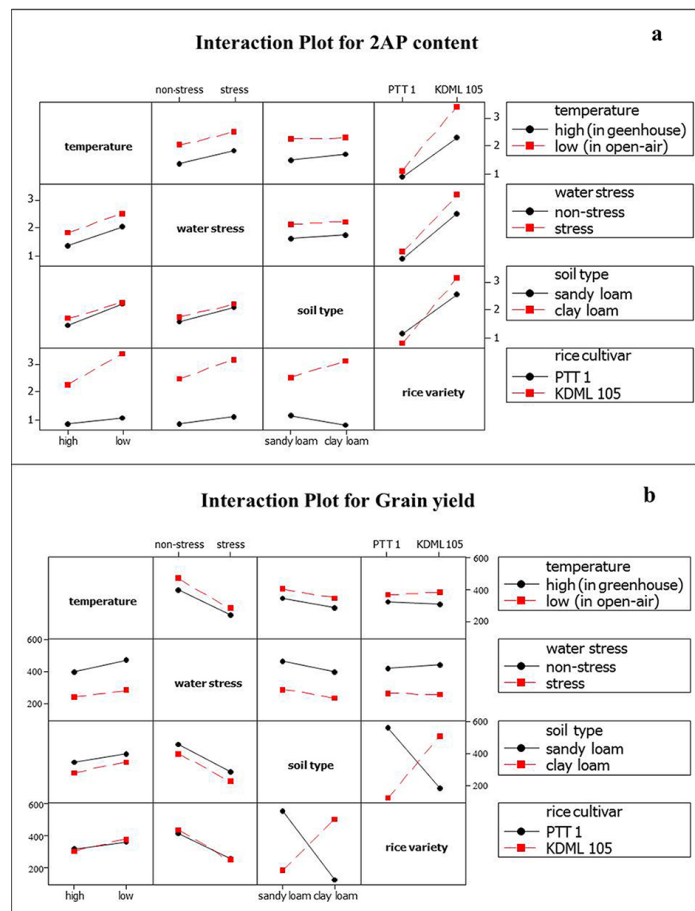 Interaction Plot for 2AP content
a
non-stress stress
PTT 1 KDML 105
temperature
3
2
1
temperature
high (in geenhouse)
low (in open-air)
3
2
1
water stress
water stress
non-stress
stress
soil type
3
2
1
soil type
sandy loam
clay loam
3
2
1
rice variety
rice cultivar
PTT 1
KDML 105
high low
sandy loam clay loam
Interaction Plot for Grain yield
b
non-stress stress
PTT 1 KDML 105
temperature
600
400
200
temperature
high (in greenhouse)
low (in open-air)
600
400
200
water stress
water stress
non-stress
stress
soil type
600
400
200
soil type
sandy loam
clay loam
600
400
200
rice variety
rice cultivar
PTT 1
KDML 105
high low
sandy loam clay loam